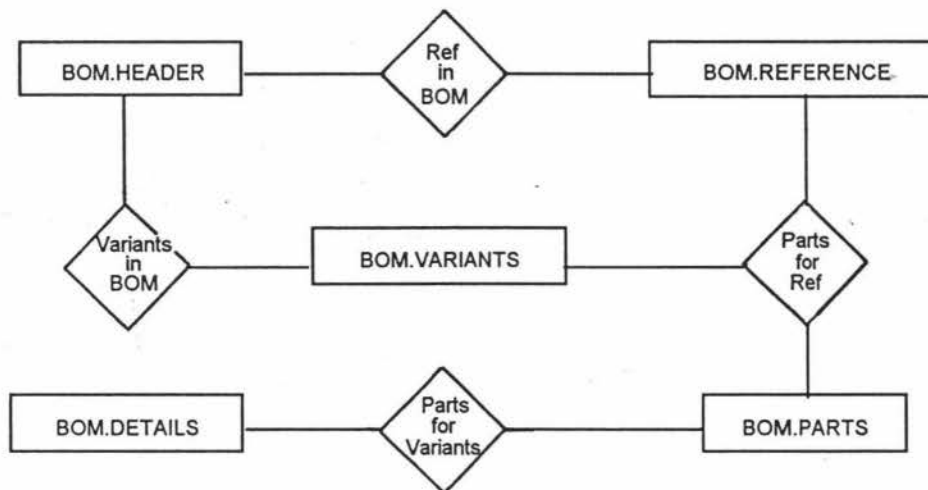 BOM.HEADER
Ref
in
BOM
BOM.REFERENCE
Variants
in
BOM
BOM.VARIANTS
Parts
for
Ref
BOM.DETAILS
Parts
for
Variants
BOM.PARTS